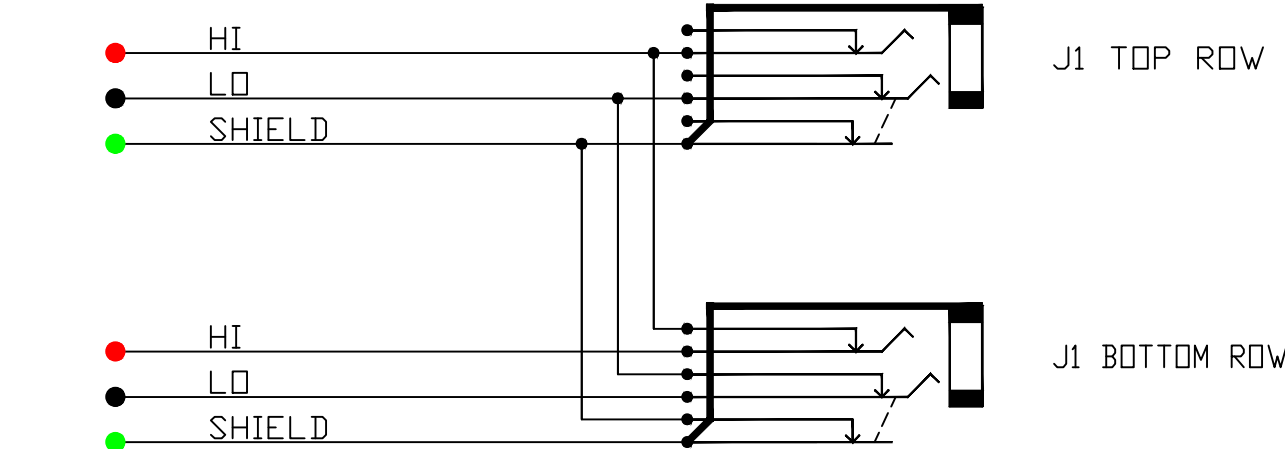 HI
LO
SHIELD
J1 TOP ROW
HI
LO
SHIELD
J1 BOTTOM ROW